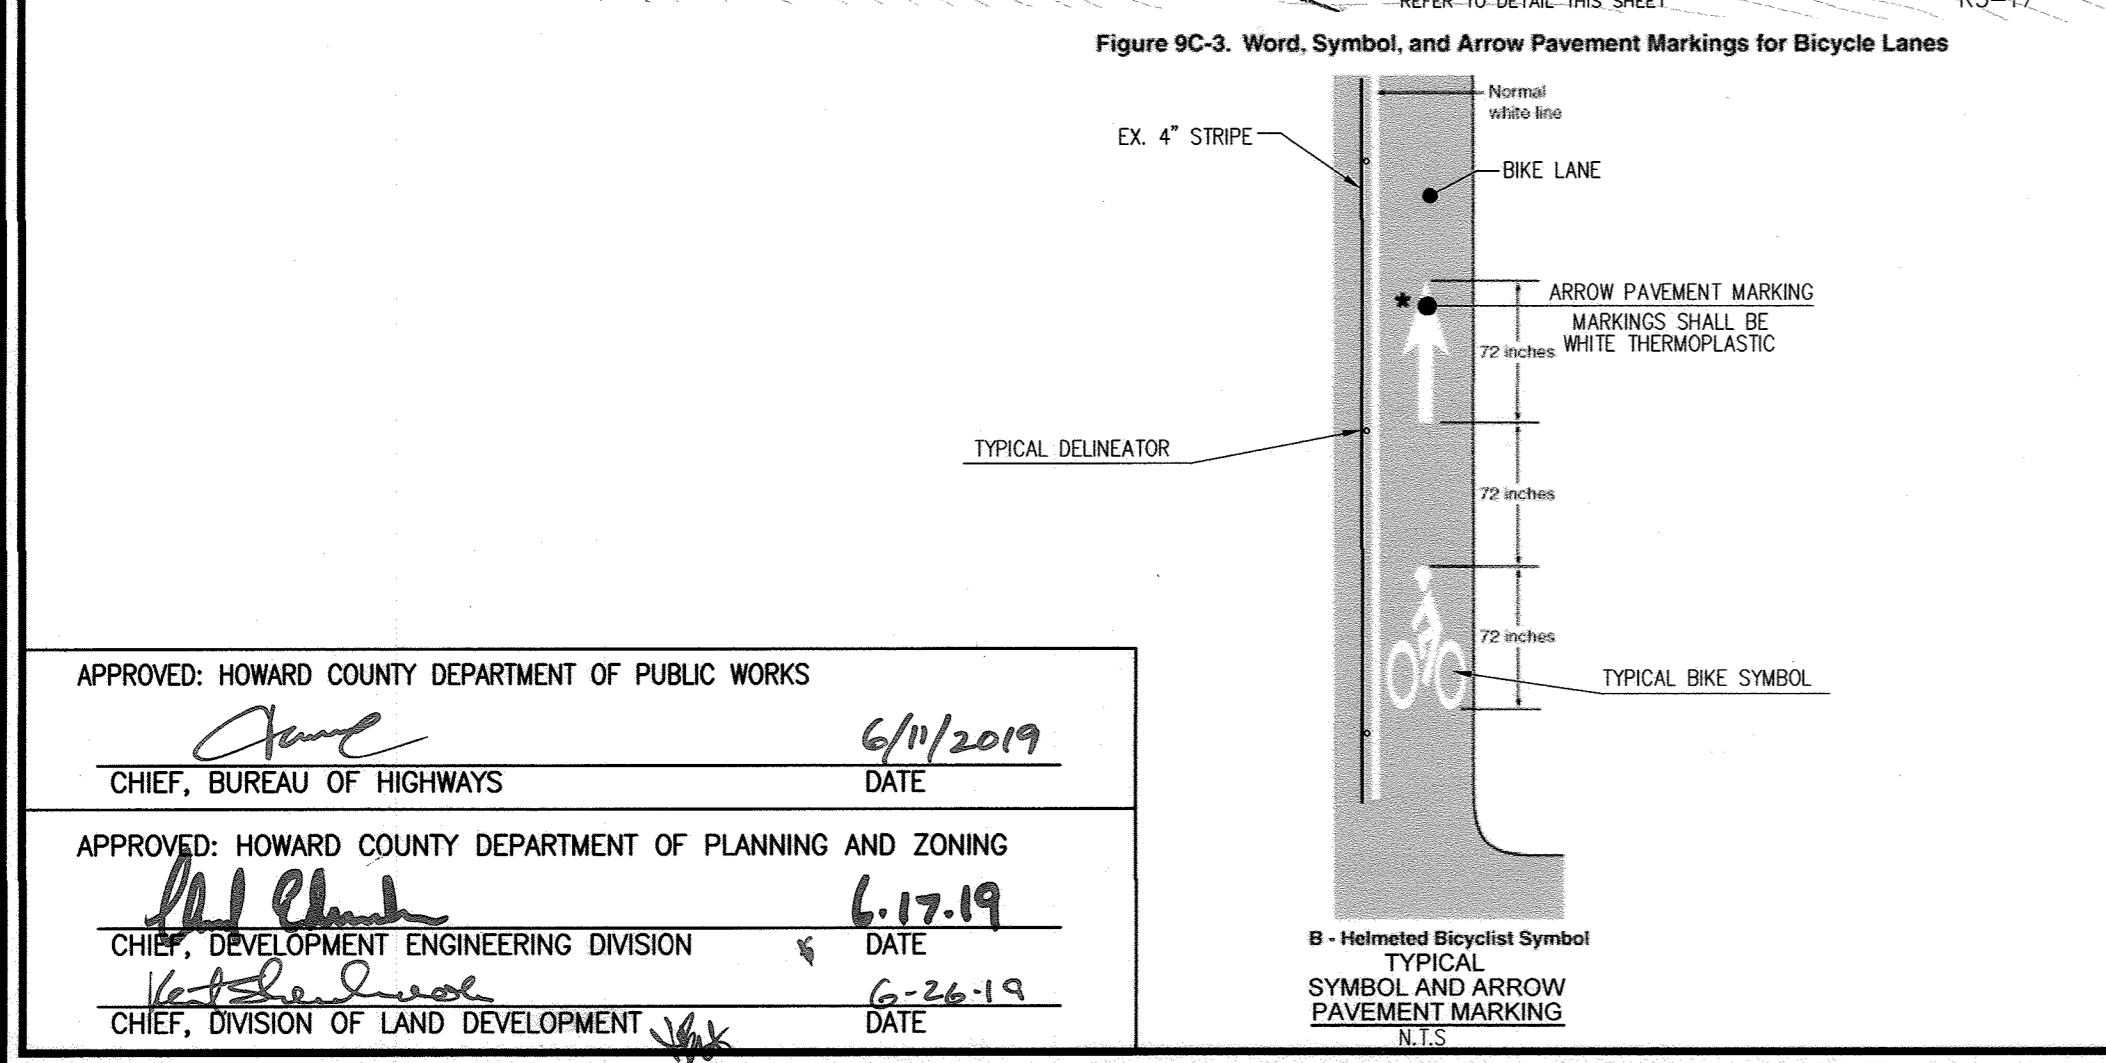 REFER TO DETAIL THIS SHEET
Figure 9C-3. Word, Symbol, and Arrow Pavement Markings for Bicycle Lanes
Normal
white line
EX. 4" STRIPE
BIKE LANE
*
ARROW PAVEMENT MARKING
MARKINGS SHALL BE
WHITE THERMOPLASTIC
72 inches
TYPICAL DELINEATOR
72 inches
72 inches
TYPICAL BIKE SYMBOL
B - Helmeted Bicyclist Symbol
TYPICAL
SYMBOL AND ARROW
PAVEMENT MARKING
N.T.S
APPROVED: HOWARD COUNTY DEPARTMENT OF PUBLIC WORKS
6/11/2019
CHIEF, BUREAU OF HIGHWAYS DATE
APPROVED: HOWARD COUNTY DEPARTMENT OF PLANNING AND ZONING
6.17.19
CHIEF, DEVELOPMENT ENGINEERING DIVISION DATE
6-26-19
CHIEF, DIVISION OF LAND DEVELOPMENT DATE